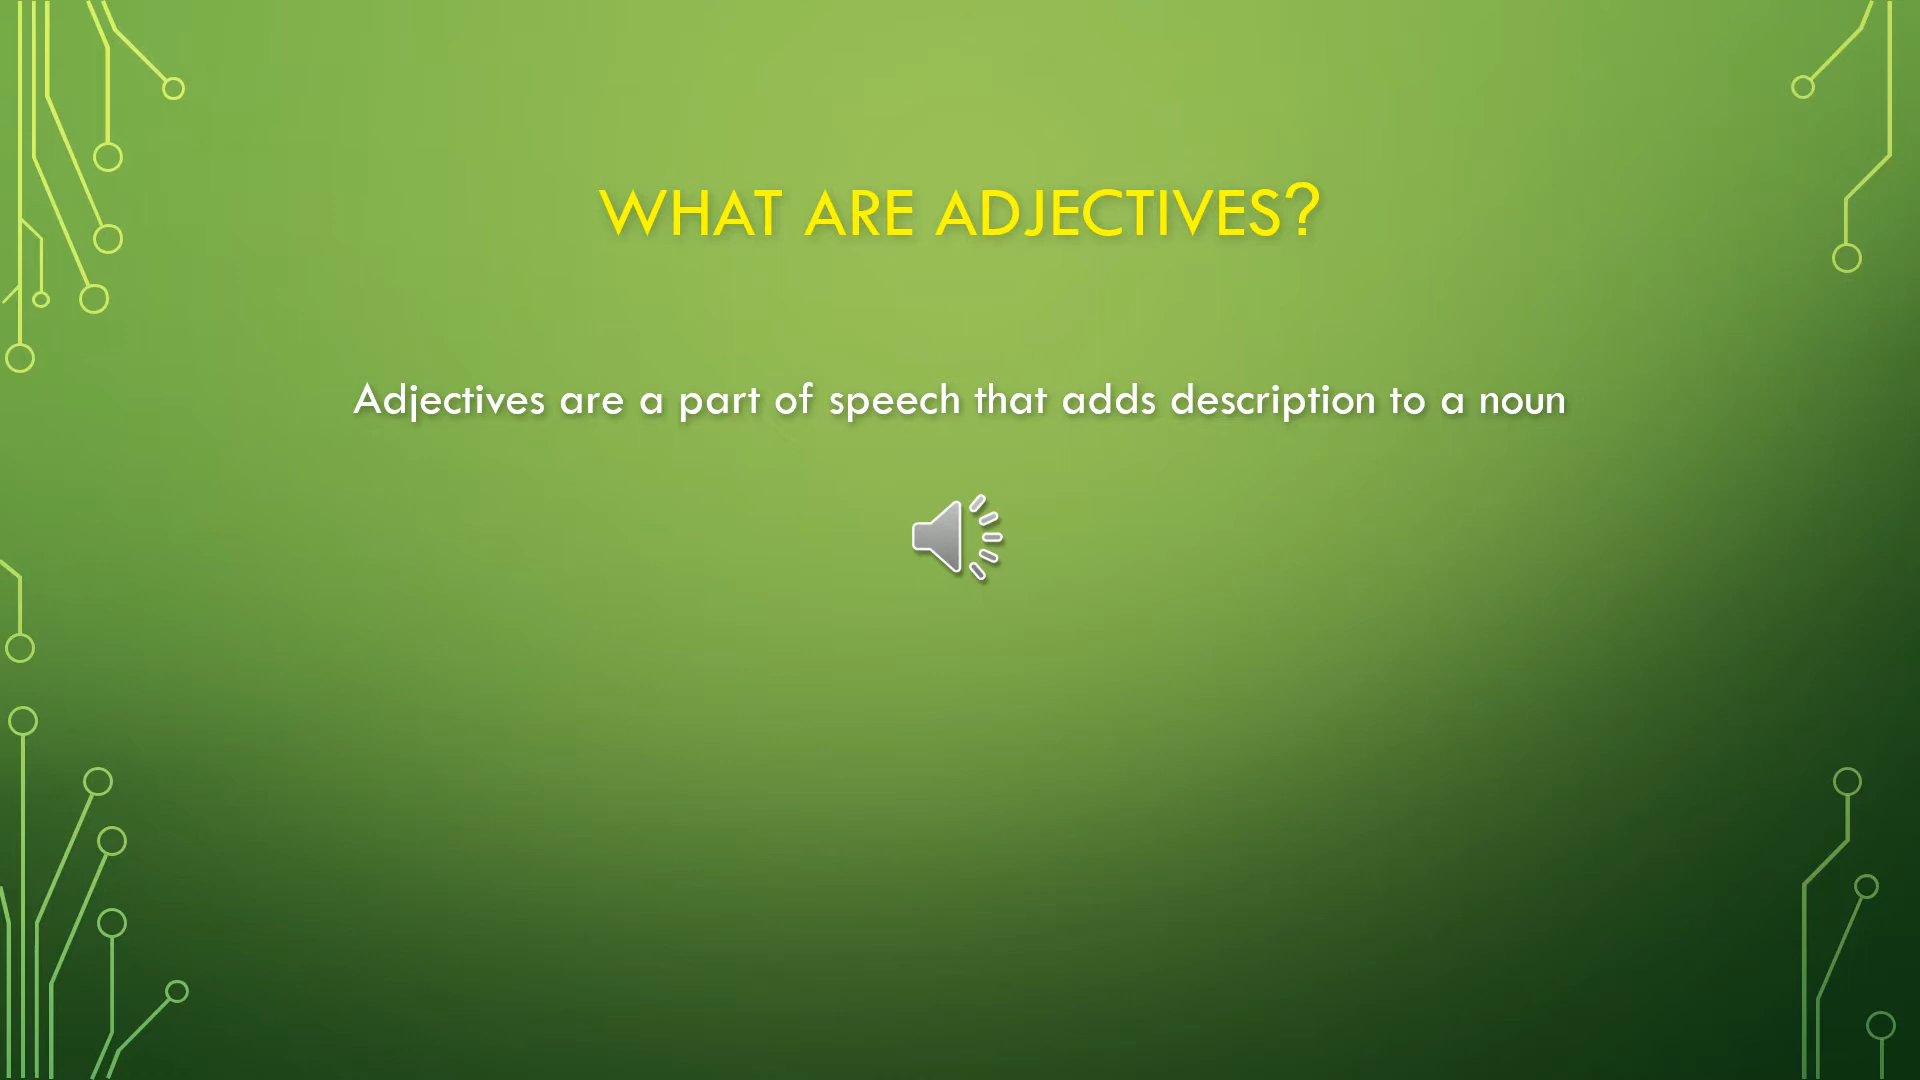 WHAT ARE ADJECTIVES?
Adjectives are a part of speech that adds description to a noun